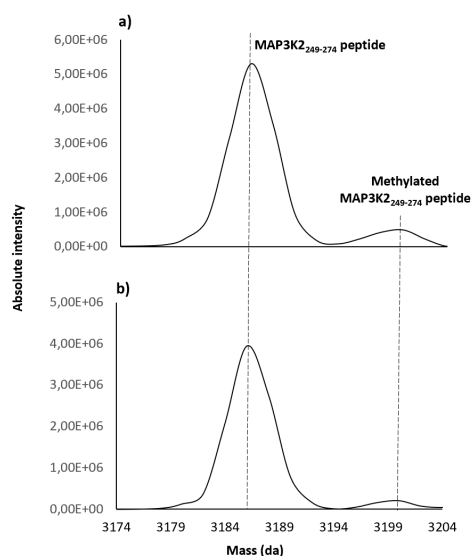 a)
MAP3K2249-274 peptide
Methylated
MAP3K2249-274 peptide
6,00E+06
5,00E+06
4,00E+06
3,00E+06
2,00E+06
1,00E+06
0,00E+00
Absolute intensity
b)
5,00E+06
4,00E+06
3,00E+06
2,00E+06
1,00E+06
0,00E+00
3174 3179 3184 3189 3194 3199 3204
Mass (da)